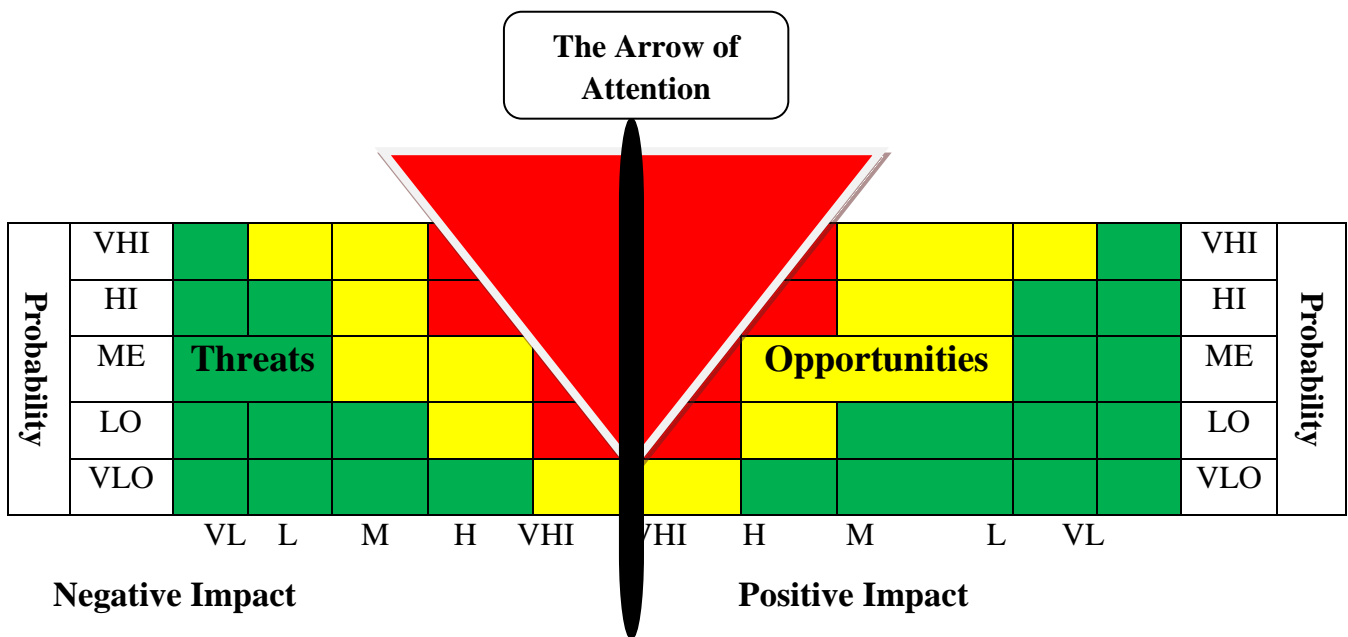 The Arrow of
Attention
Probability
VHI VHI
HI HI
ME Threats Opportunities ME
LO LO
VLO VLO
Probability
VL L M H VHI VHI H M L VL
Negative Impact Positive Impact